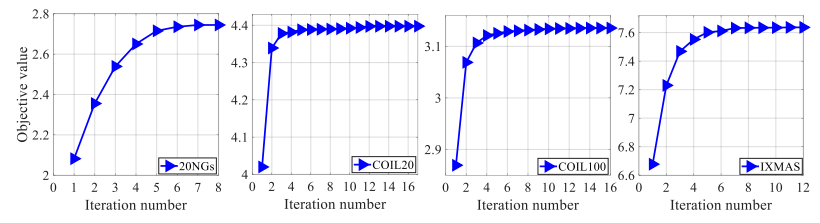 Objective value
2.8
2.6
2.4
2.2
2
0 1 2 3 4 5 6 7 8
Iteration number
20NGs
4.4
4.3
4.2
4.1
4
0 2 4 6 8 10 12 14 16
Iteration number
COIL20
3.1
3
2.9
0 2 4 6 8 10 12 14 16
Iteration number
COIL100
7.6
7.4
7.2
7
6.8
6.6
0 2 4 6 8 10 12
Iteration number
IXMAS